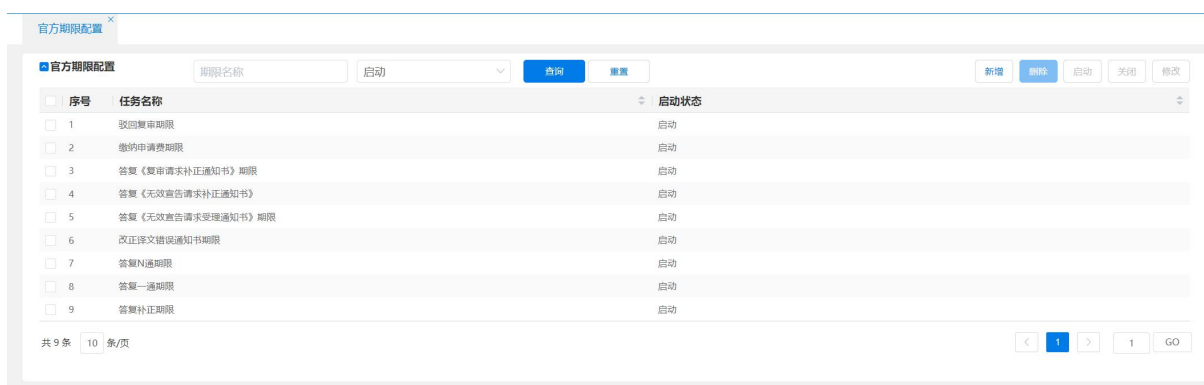 官方期限配置 ×
官方期限配置 期限名称 启动 查询 重置 新增 删除 启动 关闭 修改
序号 任务名称 启动状态
1 驳回复审期限 启动
2 缴纳申请费期限 启动
3 答复《复审请求补正通知书》期限 启动
4 答复《无效宣告请求补正通知书》 启动
5 答复《无效宣告请求受理通知书》期限 启动
6 改正译文错误通知书期限 启动
7 答复N通期限 启动
8 答复一通期限 启动
9 答复补正期限 启动
共 9 条 10 条/页 < 1 > 1 GO